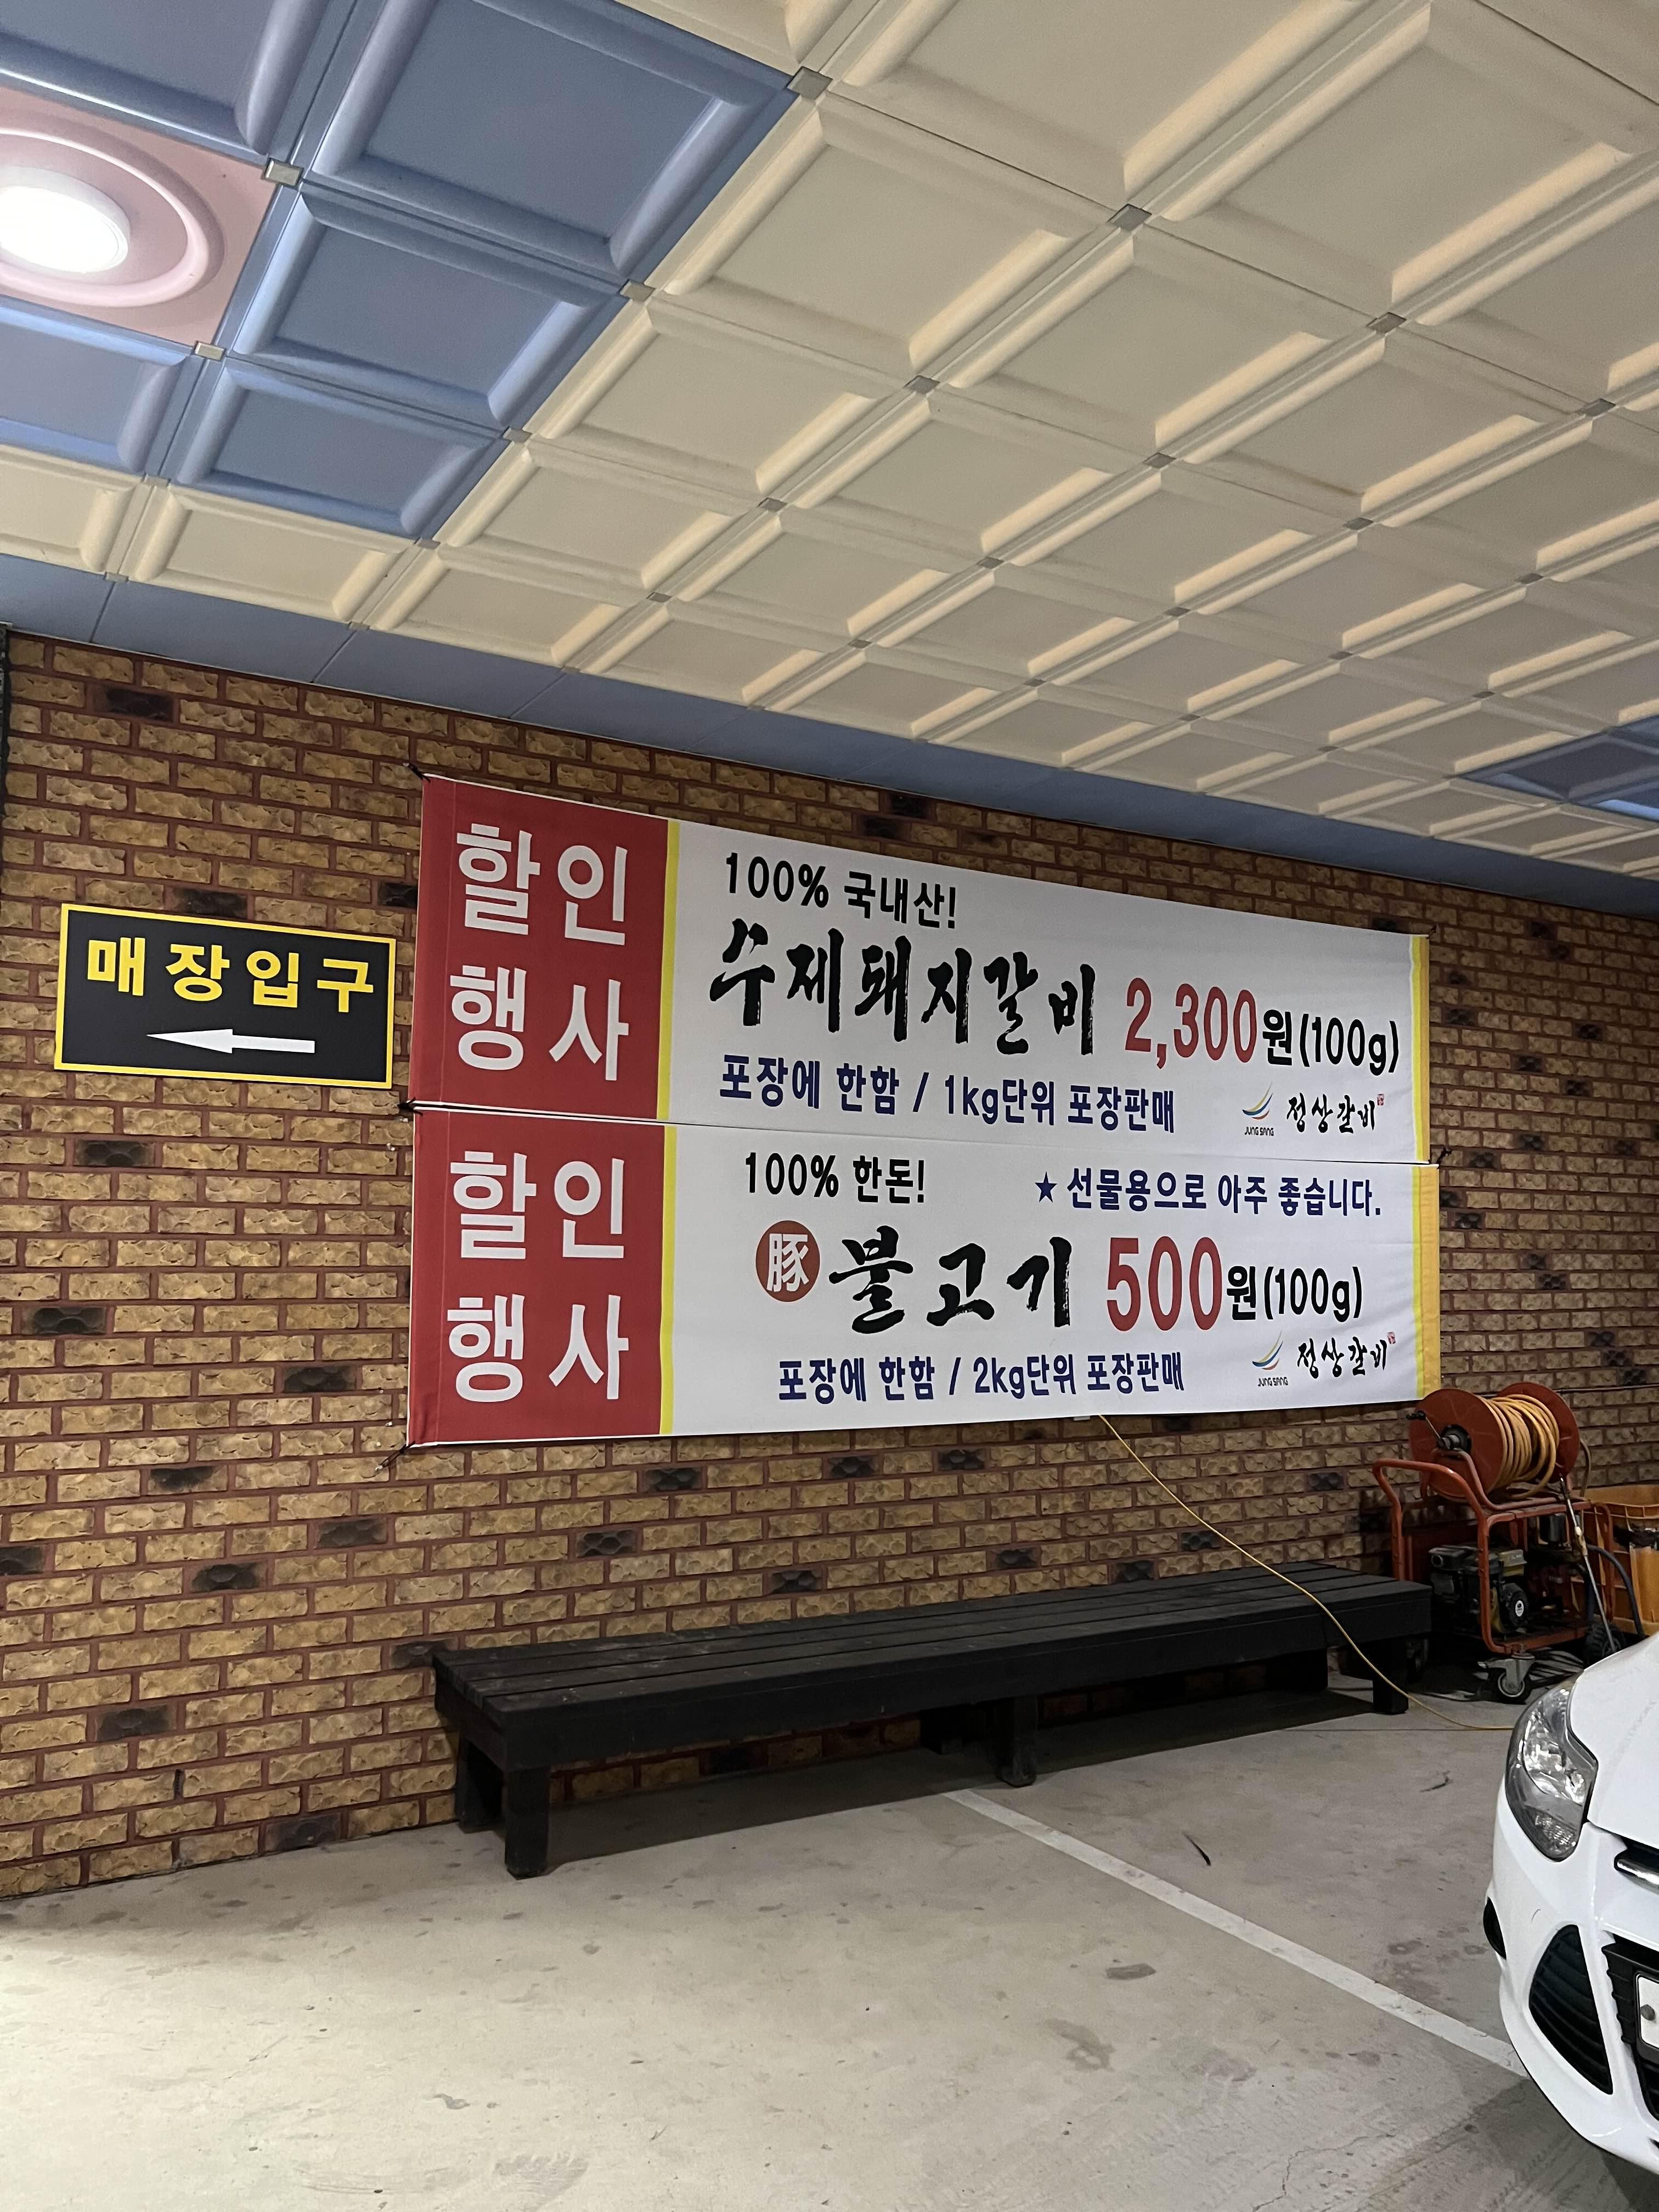 매장입구
할인
행사
100% 국내산!
수제돼지갈비 2,300원(100g)
포장에 한함 / 1kg단위 포장판매
JUNG SANG 정상갈비
할인
행사
100% 한돈! ★ 선물용으로 아주 좋습니다.
豚 불고기 500원(100g)
포장에 한함 / 2kg단위 포장판매
JUNG SANG 정상갈비